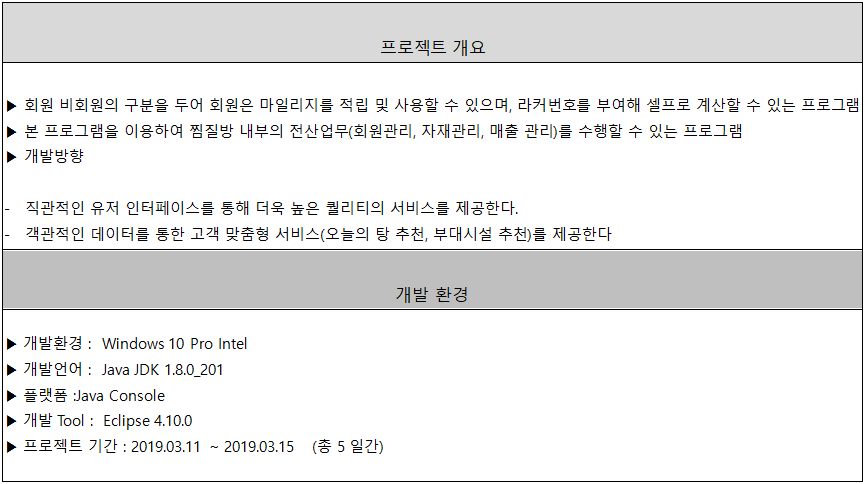 프로젝트 개요
▶ 회원 비회원의 구분을 두어 회원은 마일리지를 적립 및 사용할 수 있으며, 라커번호를 부여해 셀프로 계산할 수 있는 프로그램
▶ 본 프로그램을 이용하여 찜질방 내부의 전산업무(회원관리, 자재관리, 매출 관리)를 수행할 수 있는 프로그램
▶ 개발방향
- 직관적인 유저 인터페이스를 통해 더욱 높은 퀄리티의 서비스를 제공한다.
- 객관적인 데이터를 통한 고객 맞춤형 서비스(오늘의 탕 추천, 부대시설 추천)를 제공한다
개발 환경
▶ 개발환경 : Windows 10 Pro Intel
▶ 개발언어 : Java JDK 1.8.0_201
▶ 플랫폼 :Java Console
▶ 개발 Tool : Eclipse 4.10.0
▶ 프로젝트 기간 : 2019.03.11 ~ 2019.03.15 (총 5 일간)